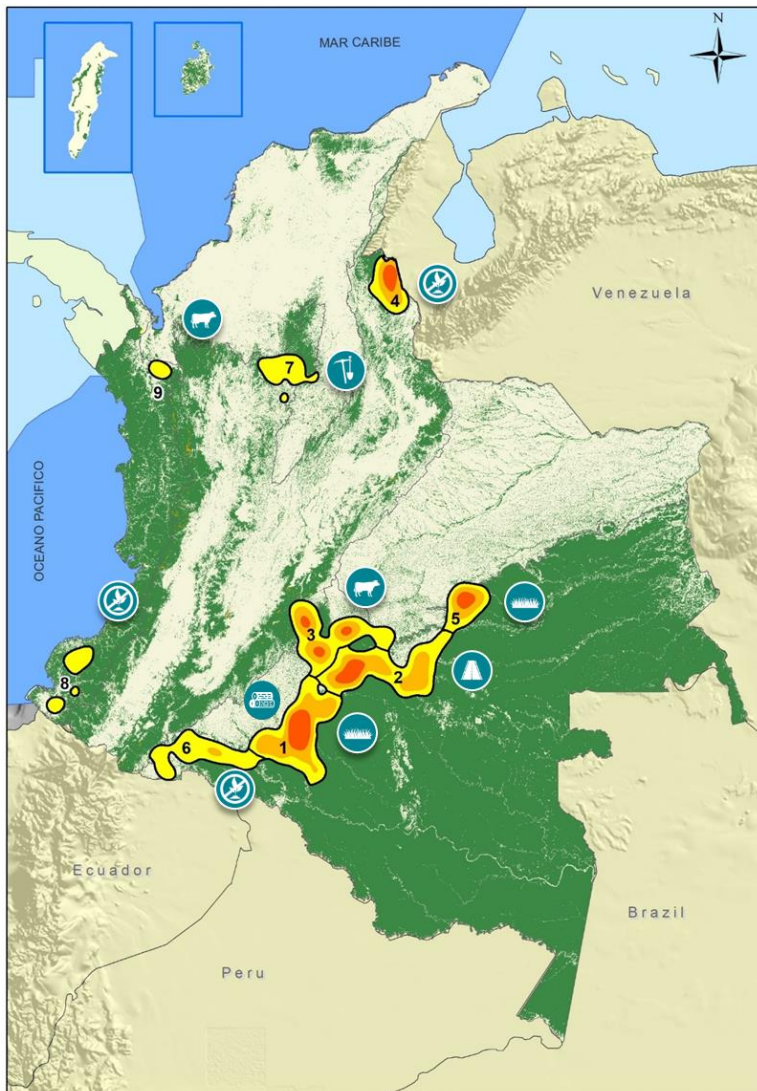 N
MAR CARIBE
Venezuela
4
7
9
OCEANO PACIFICO
5
3
2
8
1
6
Ecuador
Brazil
Peru